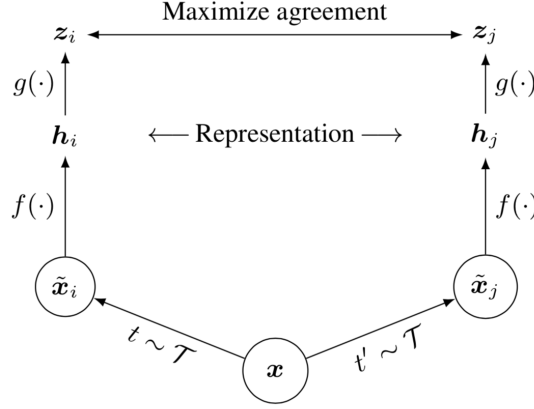 Maximize agreement
z_i z_j
g(·) g(·)
h_i ← Representation → h_j
f(·) f(·)
x̃_i x̃_j
t ~ 𝒯 t' ~ 𝒯
x